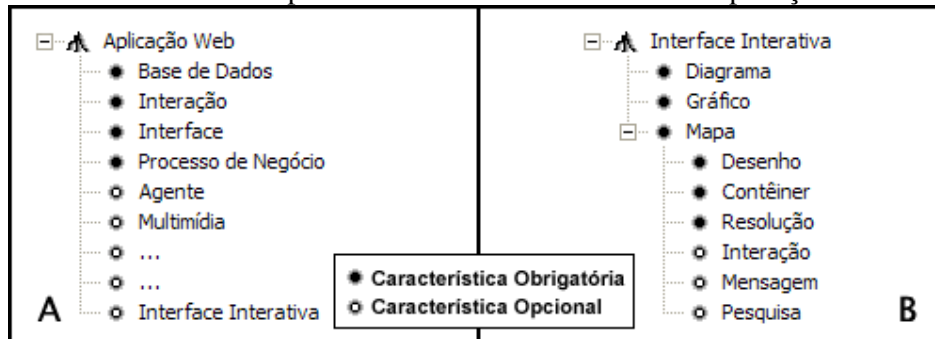 Aplicação Web
Base de Dados
Interação
Interface
Processo de Negócio
Agente
Multimídia
...
...
Interface Interativa
A
Interface Interativa
Diagrama
Gráfico
Mapa
Desenho
Contêiner
Resolução
Interação
Mensagem
Pesquisa
B
Característica Obrigatória
Característica Opcional